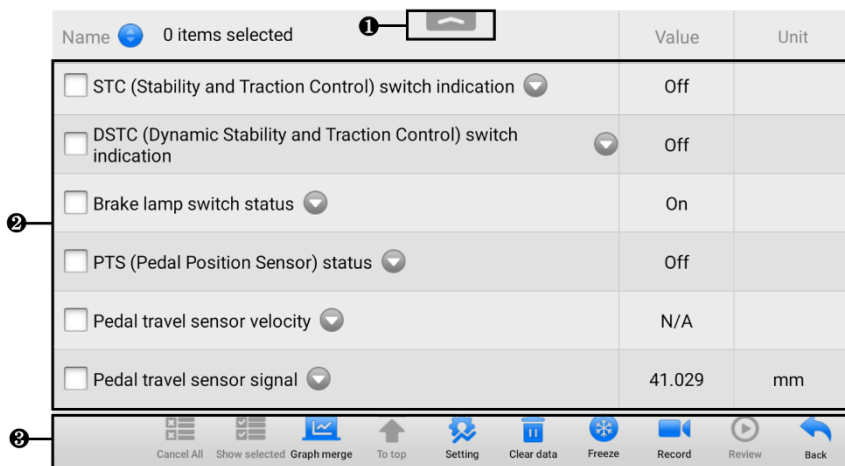 ❶
Name 0 items selected Value Unit
❷
STC (Stability and Traction Control) switch indication Off
DSTC (Dynamic Stability and Traction Control) switch
indication Off
Brake lamp switch status On
PTS (Pedal Position Sensor) status Off
Pedal travel sensor velocity N/A
Pedal travel sensor signal 41.029 mm
❸
Cancel All Show selected Graph merge To top Setting Clear data Freeze Record Review Back